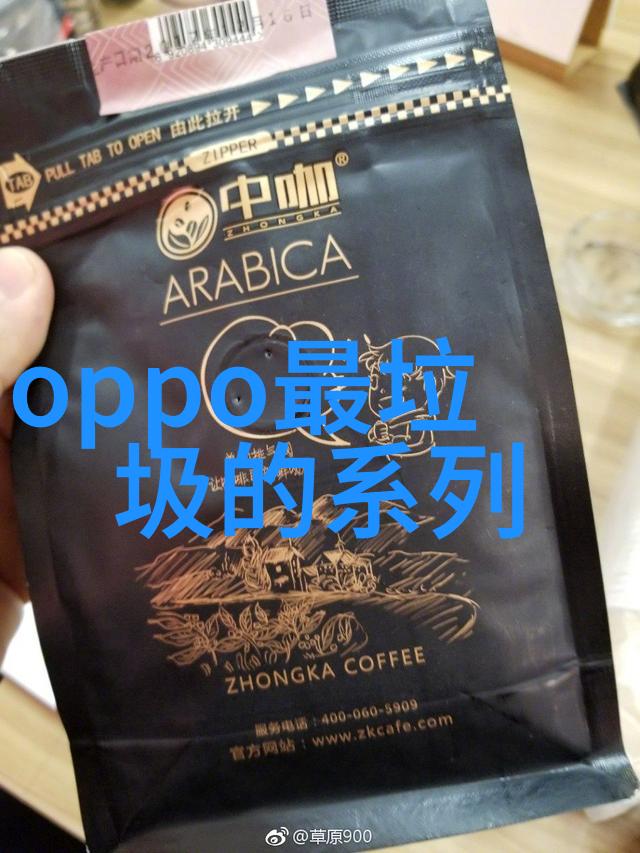 PULL TAB TO OPEN 由此拉开
TAB
ZIPPER
中咖®
ZHONGKA
ARABICA
oppo最垃
圾的系列
ZHONGKA COFFEE
服务电话：400-060-5909
官方网站：www.zkcafe.com
@草原900